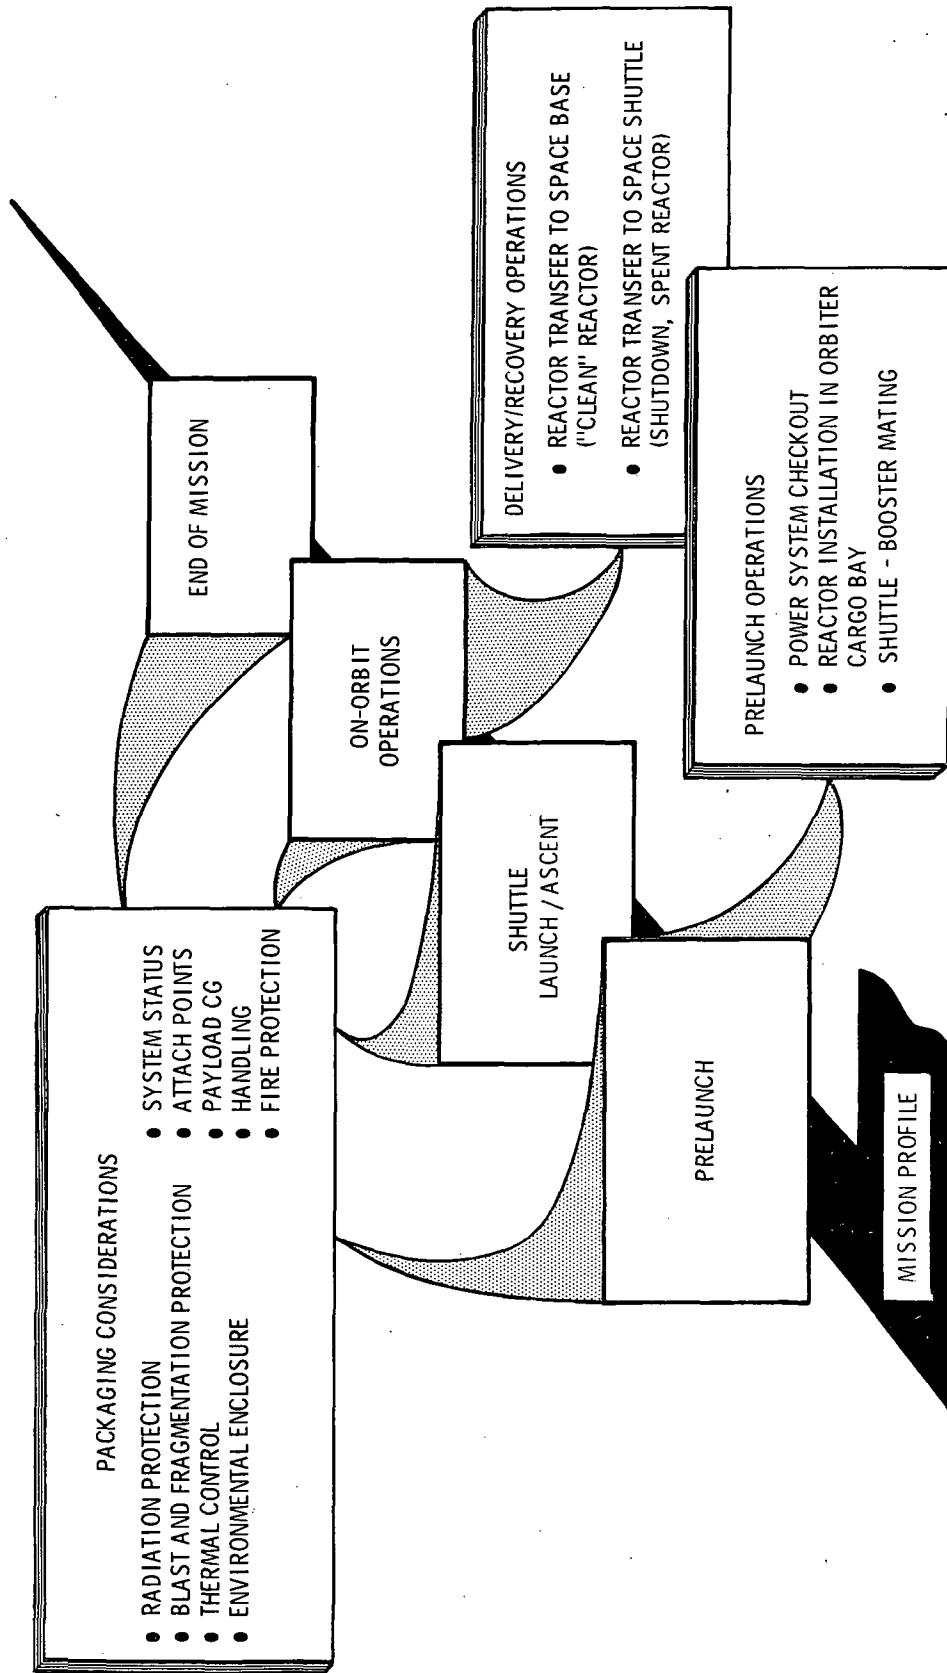 PACKAGING CONSIDERATIONS
● RADIATION PROTECTION
● BLAST AND FRAGMENTATION PROTECTION
● THERMAL CONTROL
● ENVIRONMENTAL ENCLOSURE
● SYSTEM STATUS
● ATTACH POINTS
● PAYLOAD CG
● HANDLING
● FIRE PROTECTION
END OF MISSION
ON-ORBIT
OPERATIONS
SHUTTLE
LAUNCH / ASCENT
PRELAUNCH
MISSION PROFILE
DELIVERY/RECOVERY OPERATIONS
● REACTOR TRANSFER TO SPACE BASE
("CLEAN" REACTOR)
● REACTOR TRANSFER TO SPACE SHUTTLE
(SHUTDOWN, SPENT REACTOR)
PRELAUNCH OPERATIONS
● POWER SYSTEM CHECKOUT
● REACTOR INSTALLATION IN ORBITER
CARGO BAY
● SHUTTLE - BOOSTER MATING